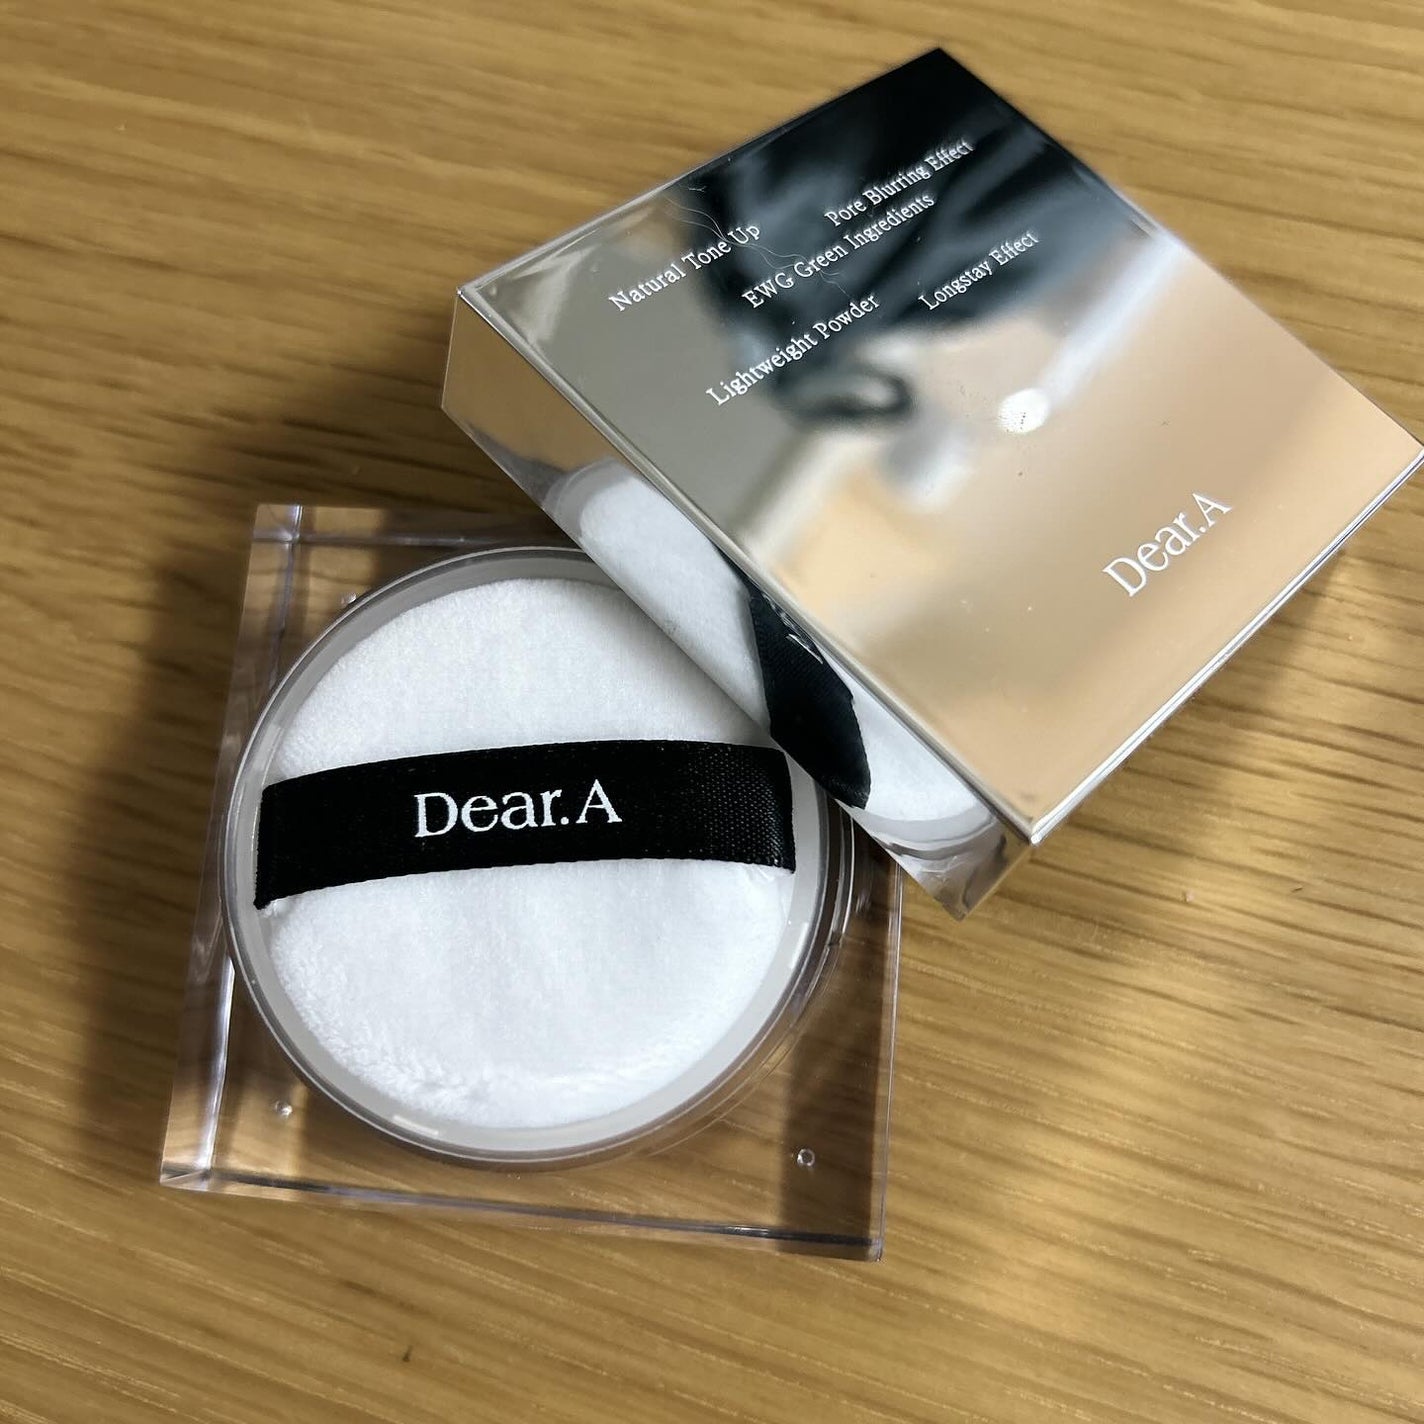 Natural Tone Up
Pore Blurring Effect
EWG Green Ingredients
Lightweight Powder
Longstay Effect
Dear.A
Dear.A